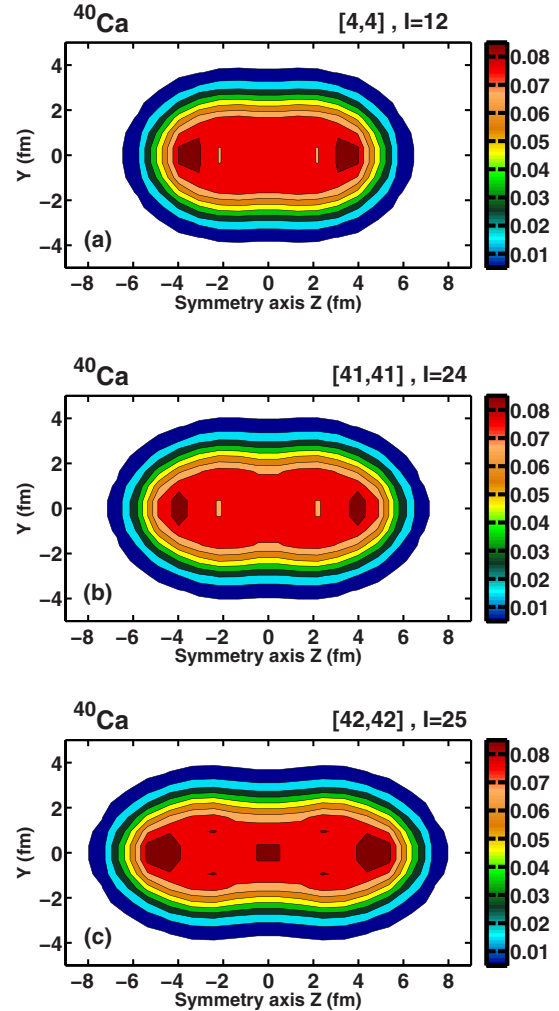 ⁴⁰Ca [4,4] , I=12
4
2
0
−2
−4
Y (fm)
(a)
−8 −6 −4 −2 0 2 4 6 8
Symmetry axis Z (fm)
0.08
0.07
0.06
0.05
0.04
0.03
0.02
0.01
⁴⁰Ca [41,41] , I=24
4
2
0
−2
−4
Y (fm)
(b)
−8 −6 −4 −2 0 2 4 6 8
Symmetry axis Z (fm)
0.08
0.07
0.06
0.05
0.04
0.03
0.02
0.01
⁴⁰Ca [42,42] , I=25
4
2
0
−2
−4
Y (fm)
(c)
−8 −6 −4 −2 0 2 4 6 8
Symmetry axis Z (fm)
0.08
0.07
0.06
0.05
0.04
0.03
0.02
0.01